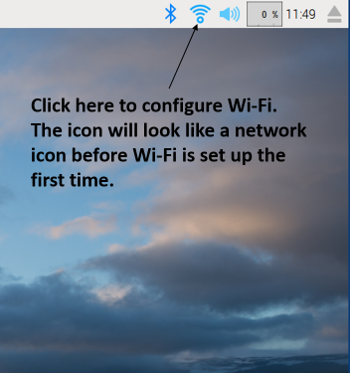 0 % 11:49
Click here to configure Wi-Fi.
The icon will look like a network
icon before Wi-Fi is set up the
first time.